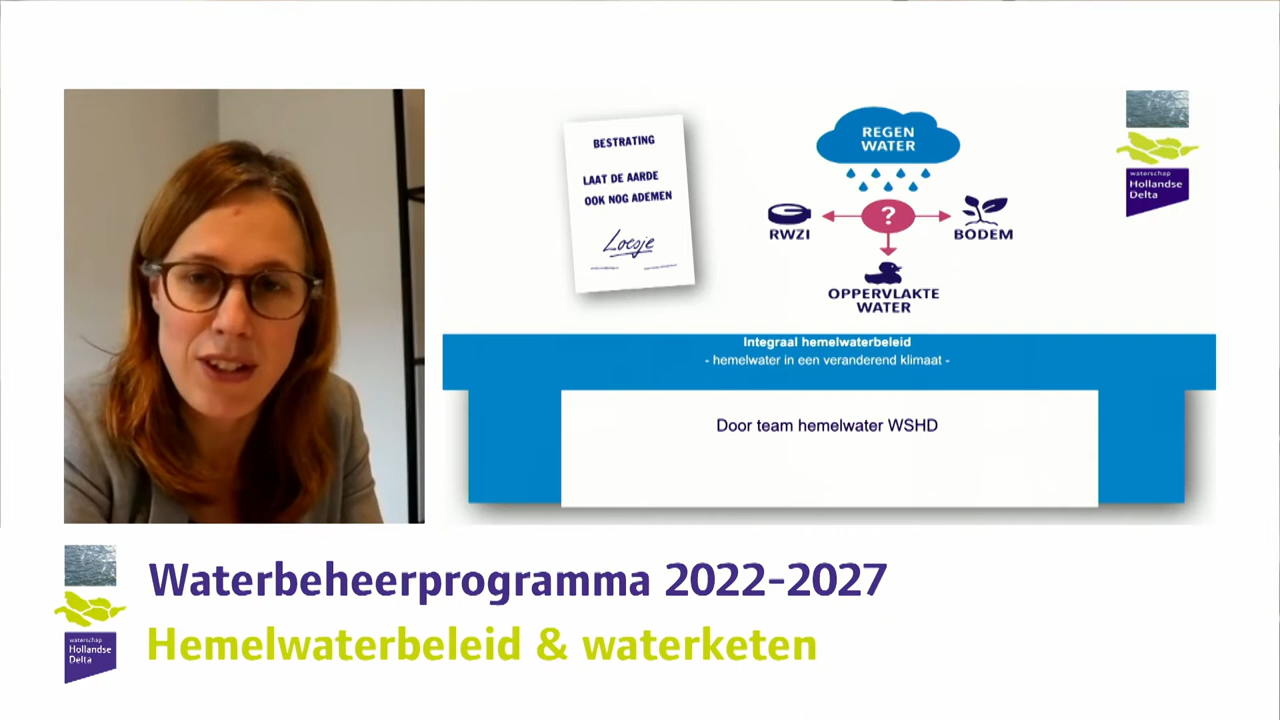 BESTRATING
LAAT DE AARDE
OOK NOG ADEMEN
Loesje
REGEN
WATER
?
RWZI
BODEM
OPPERVLAKTE
WATER
waterschap
Hollandse
Delta
Integraal hemelwaterbeleid
- hemelwater in een veranderend klimaat -
Door team hemelwater WSHD
waterschap
Hollandse
Delta
Waterbeheerprogramma 2022-2027
Hemelwaterbeleid & waterketen